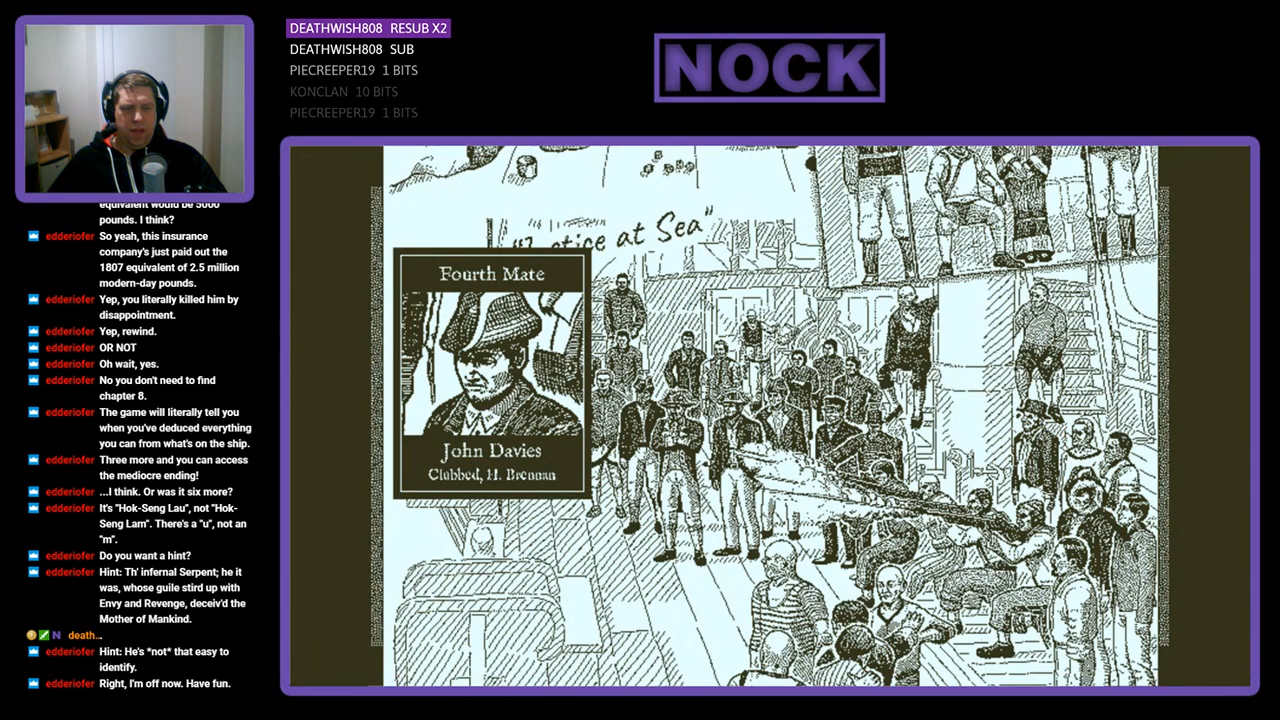 DEATHWISH808 RESUB X2
DEATHWISH808 SUB
PIECREEPER19 1 BITS
KONCLAN 10 BITS
PIECREEPER19 1 BITS
NOCK
equivalent would be 5000
pounds. I think?
edderiofer So yeah, this insurance
company's just paid out the
1807 equivalent of 2.5 million
modern-day pounds.
edderiofer Yep, you literally killed him by
disappointment.
edderiofer Yep, rewind.
edderiofer OR NOT
edderiofer Oh wait, yes.
edderiofer No you don't need to find
chapter 8.
edderiofer The game will literally tell you
when you've deduced everything
you can from what's on the ship.
edderiofer Three more and you can access
the mediocre ending!
edderiofer ...I think. Or was it six more?
edderiofer It's "Hok-Seng Lau", not "Hok-
Seng Lam". There's a "u", not an
"m".
edderiofer Do you want a hint?
edderiofer Hint: Th' infernal Serpent; he it
was, whose guile stird up with
Envy and Revenge, deceiv'd the
Mother of Mankind.
N death...
edderiofer Hint: He's *not* that easy to
identify.
edderiofer Right, I'm off now. Have fun.
at Sea"
Fourth Mate
John Davies
Clubbed, H. Brennan